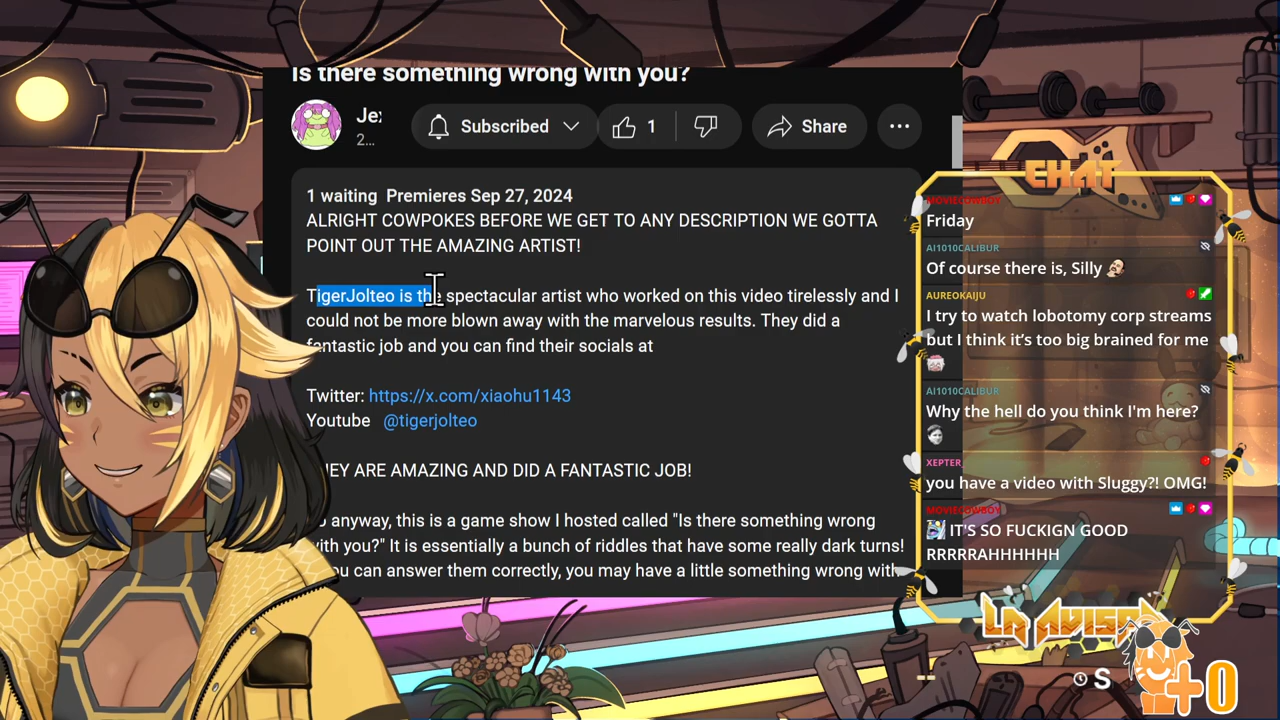 Is there something wrong with you?
Subscribed
1
Share
2...
1 waiting  Premieres Sep 27, 2024
ALRIGHT COWPOKES BEFORE WE GET TO ANY DESCRIPTION WE GOTTA
POINT OUT THE AMAZING ARTIST!
TigerJolteo is the spectacular artist who worked on this video tirelessly and I
could not be more blown away with the marvelous results. They did a
fantastic job and you can find their socials at
Twitter: https://x.com/xiaohu1143
Youtube @tigerjolteo
HEY ARE AMAZING AND DID A FANTASTIC JOB!
o anyway, this is a game show I hosted called "Is there something wrong
with you?" It is essentially a bunch of riddles that have some really dark turns!
you can answer them correctly, you may have a little something wrong with
CHAT
MOVIECOWBOY
Friday
AI1010CALIBUR
Of course there is, Silly
AUREOKAIJU
I try to watch lobotomy corp streams
but I think it's too big brained for me
AI1010CALIBUR
Why the hell do you think I'm here?
XEPTER
you have a video with Sluggy?! OMG!
MOVIECOWBOY
IT'S SO FUCKIGN GOOD
RRRRRAHHHHHH
LA AVISPA
S
+0